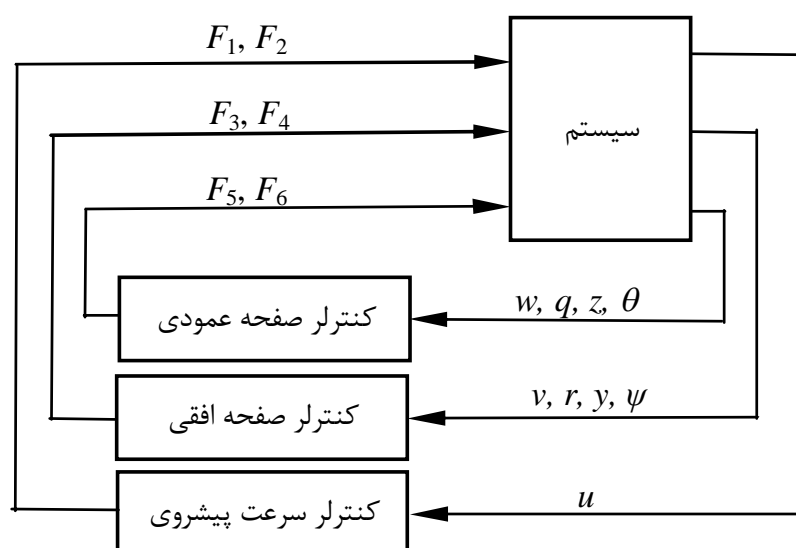 F1, F2
F3, F4
سیستم
F5, F6
کنترلر صفحه عمودی
w, q, z, θ
کنترلر صفحه افقی
v, r, y, ψ
کنترلر سرعت پیشروی
u